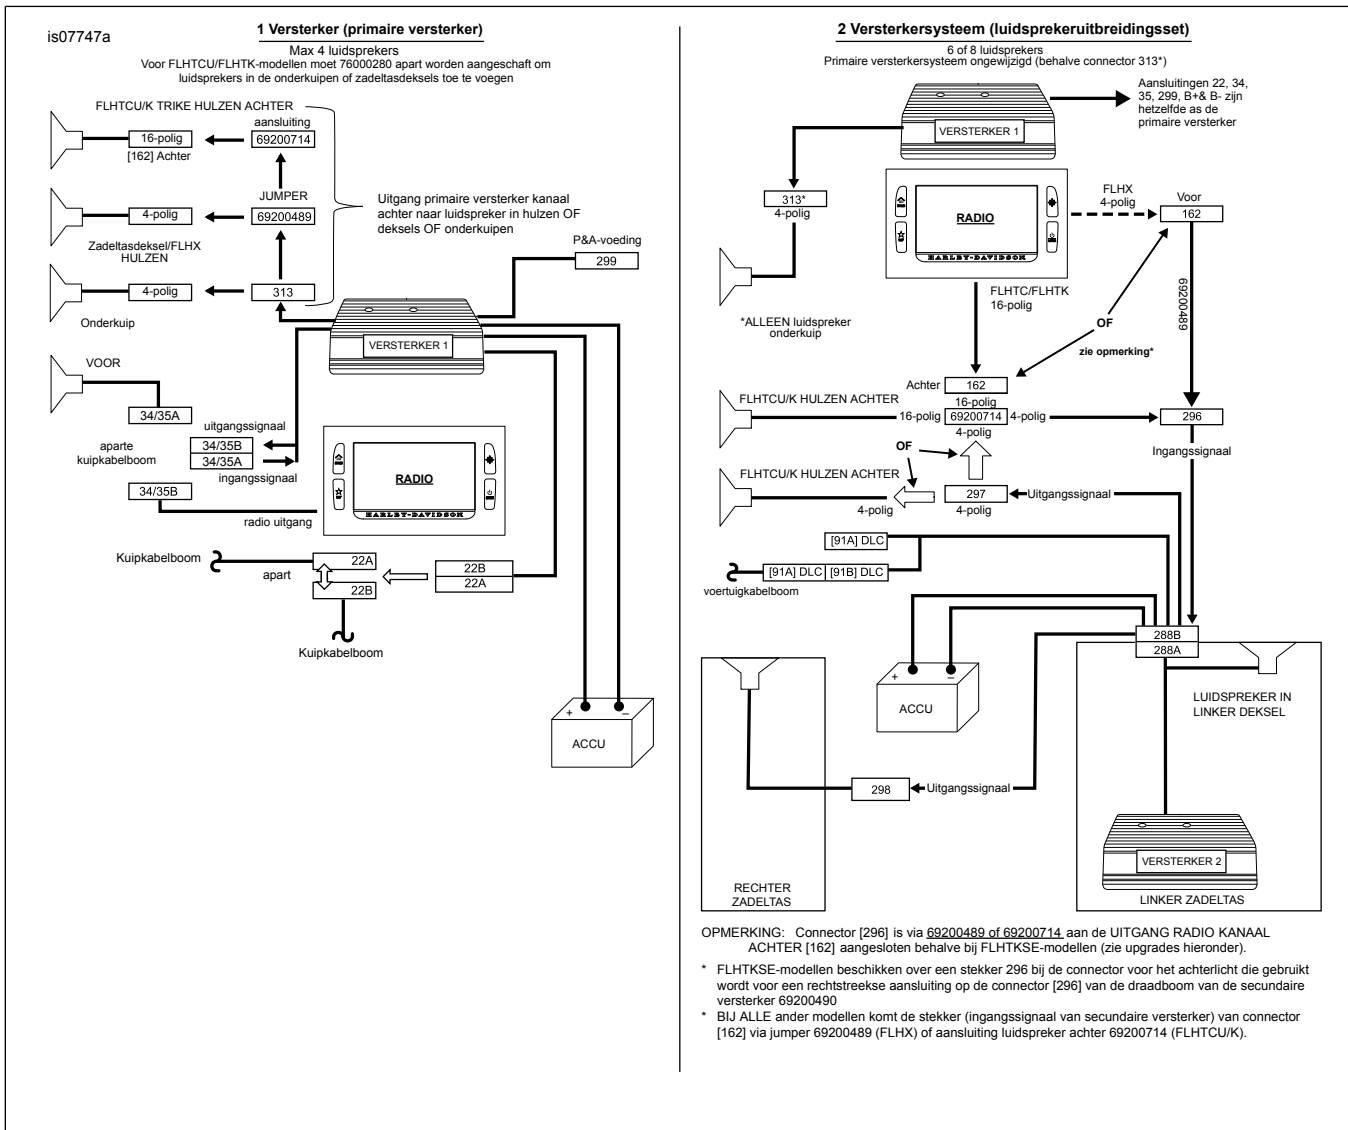 is07747a
1 Versterker (primaire versterker)
Max 4 luidsprekers
Voor FLHTCU/FLHTK-modellen moet 76000280 apart worden aangeschaft om
luidsprekers in de onderkuipen of zadeltasdeksels toe te voegen
FLHTCU/K TRIKE HULZEN ACHTER
aansluiting
16-polig
69200714
[162] Achter
JUMPER
4-polig
69200489
Zadeltasdeksel/FLHX
HULZEN
Uitgang primaire versterker kanaal
achter naar luidspreker in hulzen OF
deksels OF onderkuipen
P&A-voeding
299
4-polig
313
Onderkuip
VERSTERKER 1
VOOR
34/35A
uitgangssignaal
34/35B
34/35A
ingangssignaal
aparte
kuipkabelboom
34/35B
radio uitgang
RADIO
HARLEY-DAVIDSON
Kuipkabelboom
22A
apart
22B
22B
22A
Kuipkabelboom
+
–
ACCU
2 Versterkersysteem (luidsprekeruitbreidingsset)
6 of 8 luidsprekers
Primaire versterkersysteem ongewijzigd (behalve connector 313*)
Aansluitingen 22, 34,
35, 299, B+& B- zijn
hetzelfde as de
primaire versterker
VERSTERKER 1
313*
4-polig
RADIO
HARLEY-DAVIDSON
FLHX
4-polig
Voor
162
69200489
*ALLEEN luidspreker
onderkuip
FLHTC/FLHTK
16-polig
OF
zie opmerking*
Achter
162
16-polig
FLHTCU/K HULZEN ACHTER
16-polig
69200714
4-polig
4-polig
296
Ingangssignaal
OF
FLHTCU/K HULZEN ACHTER
4-polig
297
4-polig
Uitgangssignaal
[91A] DLC
[91A] DLC
[91B] DLC
voertuigkabelboom
288B
288A
+
–
ACCU
LUIDSPREKER IN
LINKER DEKSEL
298
Uitgangssignaal
VERSTERKER 2
RECHTER
ZADELTAS
LINKER ZADELTAS
OPMERKING: Connector [296] is via 69200489 of 69200714 aan de UITGANG RADIO KANAAL
ACHTER [162] aangesloten behalve bij FLHTKSE-modellen (zie upgrades hieronder).
* FLHTKSE-modellen beschikken over een stekker 296 bij de connector voor het achterlicht die gebruikt
wordt voor een rechtstreekse aansluiting op de connector [296] van de draadboom van de secundaire
versterker 69200490
* BIJ ALLE ander modellen komt de stekker (ingangssignaal van secundaire versterker) van connector
[162] via jumper 69200489 (FLHX) of aansluiting luidspreker achter 69200714 (FLHTCU/K).